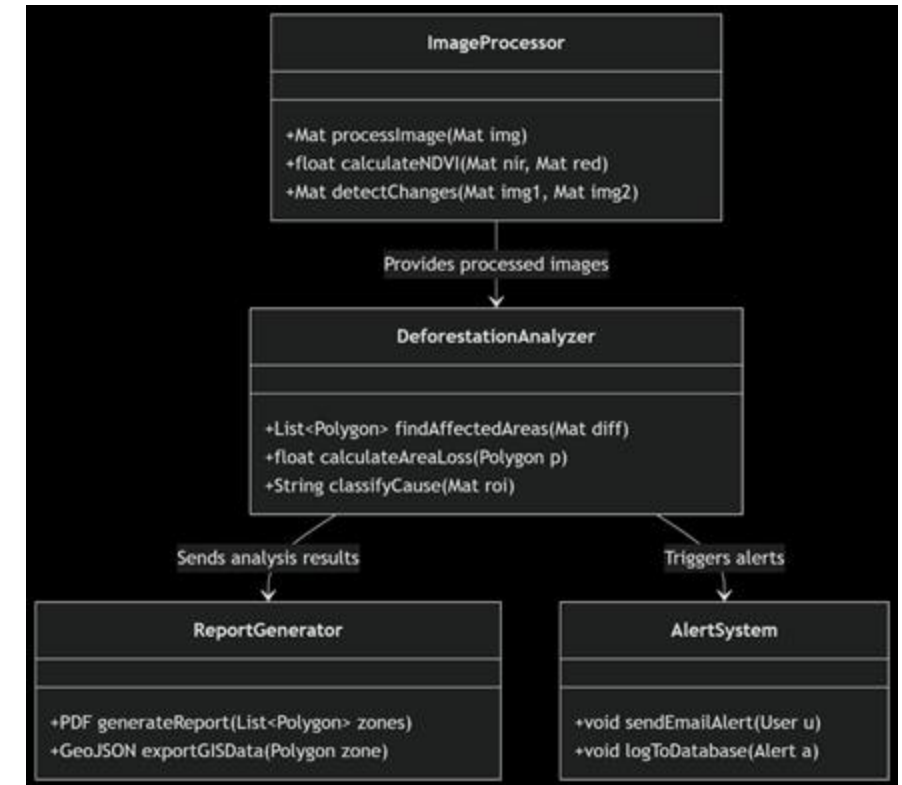 ImageProcessor
+Mat processImage(Mat img)
+float calculateNDVI(Mat nir, Mat red)
+Mat detectChanges(Mat img1, Mat img2)
Provides processed images
DeforestationAnalyzer
+List<Polygon> findAffectedAreas(Mat diff)
+float calculateAreaLoss(Polygon p)
+String classifyCause(Mat roi)
Sends analysis results
Triggers alerts
ReportGenerator
+PDF generateReport(List<Polygon> zones)
+GeoJSON exportGISData(Polygon zone)
AlertSystem
+void sendEmailAlert(User u)
+void logToDatabase(Alert a)